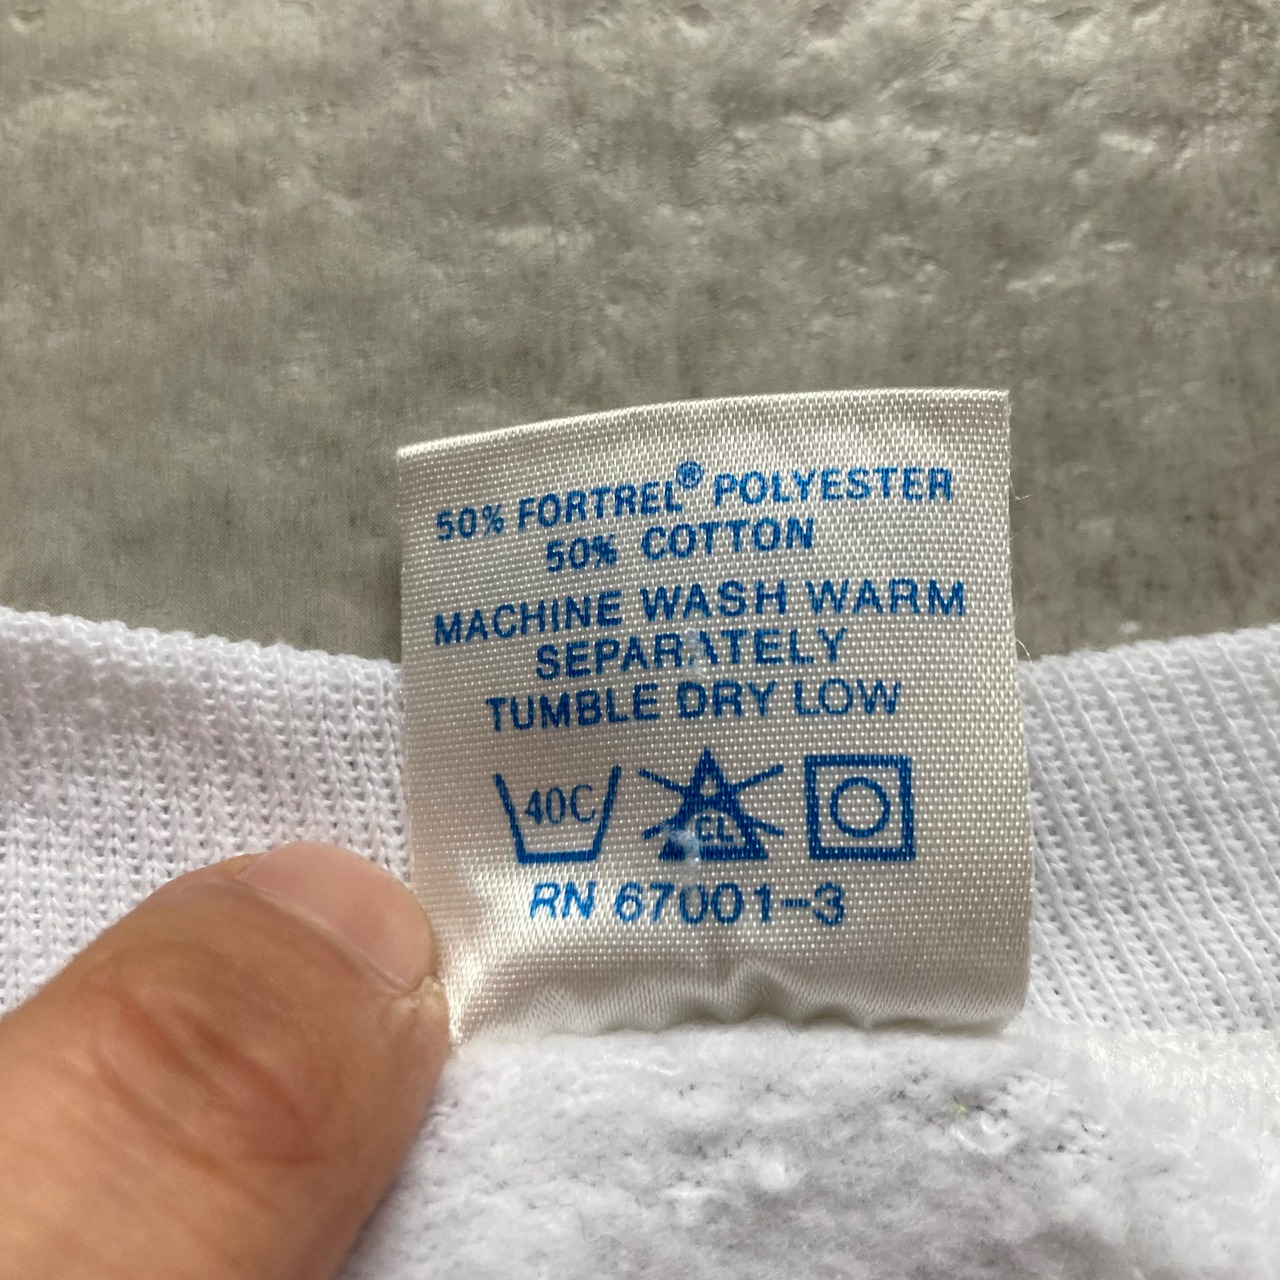 50% FORTREL® POLYESTER
50% COTTON
MACHINE WASH WARM
SEPARATELY
TUMBLE DRY LOW
40C CL
RN 67001-3